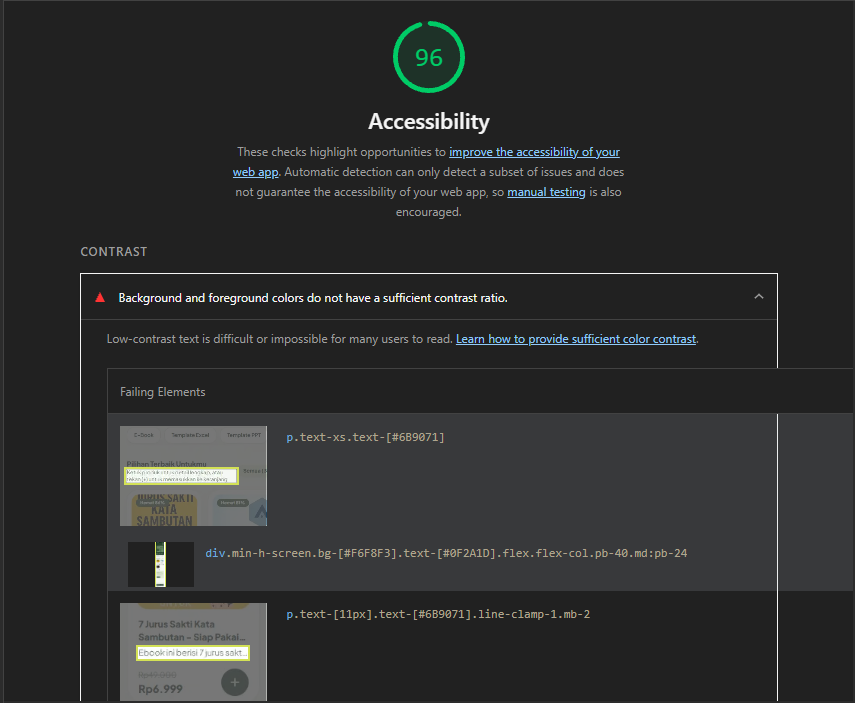 96
Accessibility
These checks highlight opportunities to improve the accessibility of your
web app. Automatic detection can only detect a subset of issues and does
not guarantee the accessibility of your web app, so manual testing is also
encouraged.
CONTRAST
Background and foreground colors do not have a sufficient contrast ratio.
Low-contrast text is difficult or impossible for many users to read. Learn how to provide sufficient color contrast.
Failing Elements
E-Book Template Excel Template PPT
Pilihan Terbaik Untukmu
JURUS SAKTI
KATA
SAMBUTAN
p.text-xs.text-[#6B9071]
div.min-h-screen.bg-[#F6F8F3].text-[#0F2A1D].flex.flex-col.pb-40.md:pb-24
7 Jurus Sakti Kata
Sambutan – Siap Pakai...
Ebook ini berisi 7 jurus sakt...
Rp6.999
p.text-[11px].text-[#6B9071].line-clamp-1.mb-2